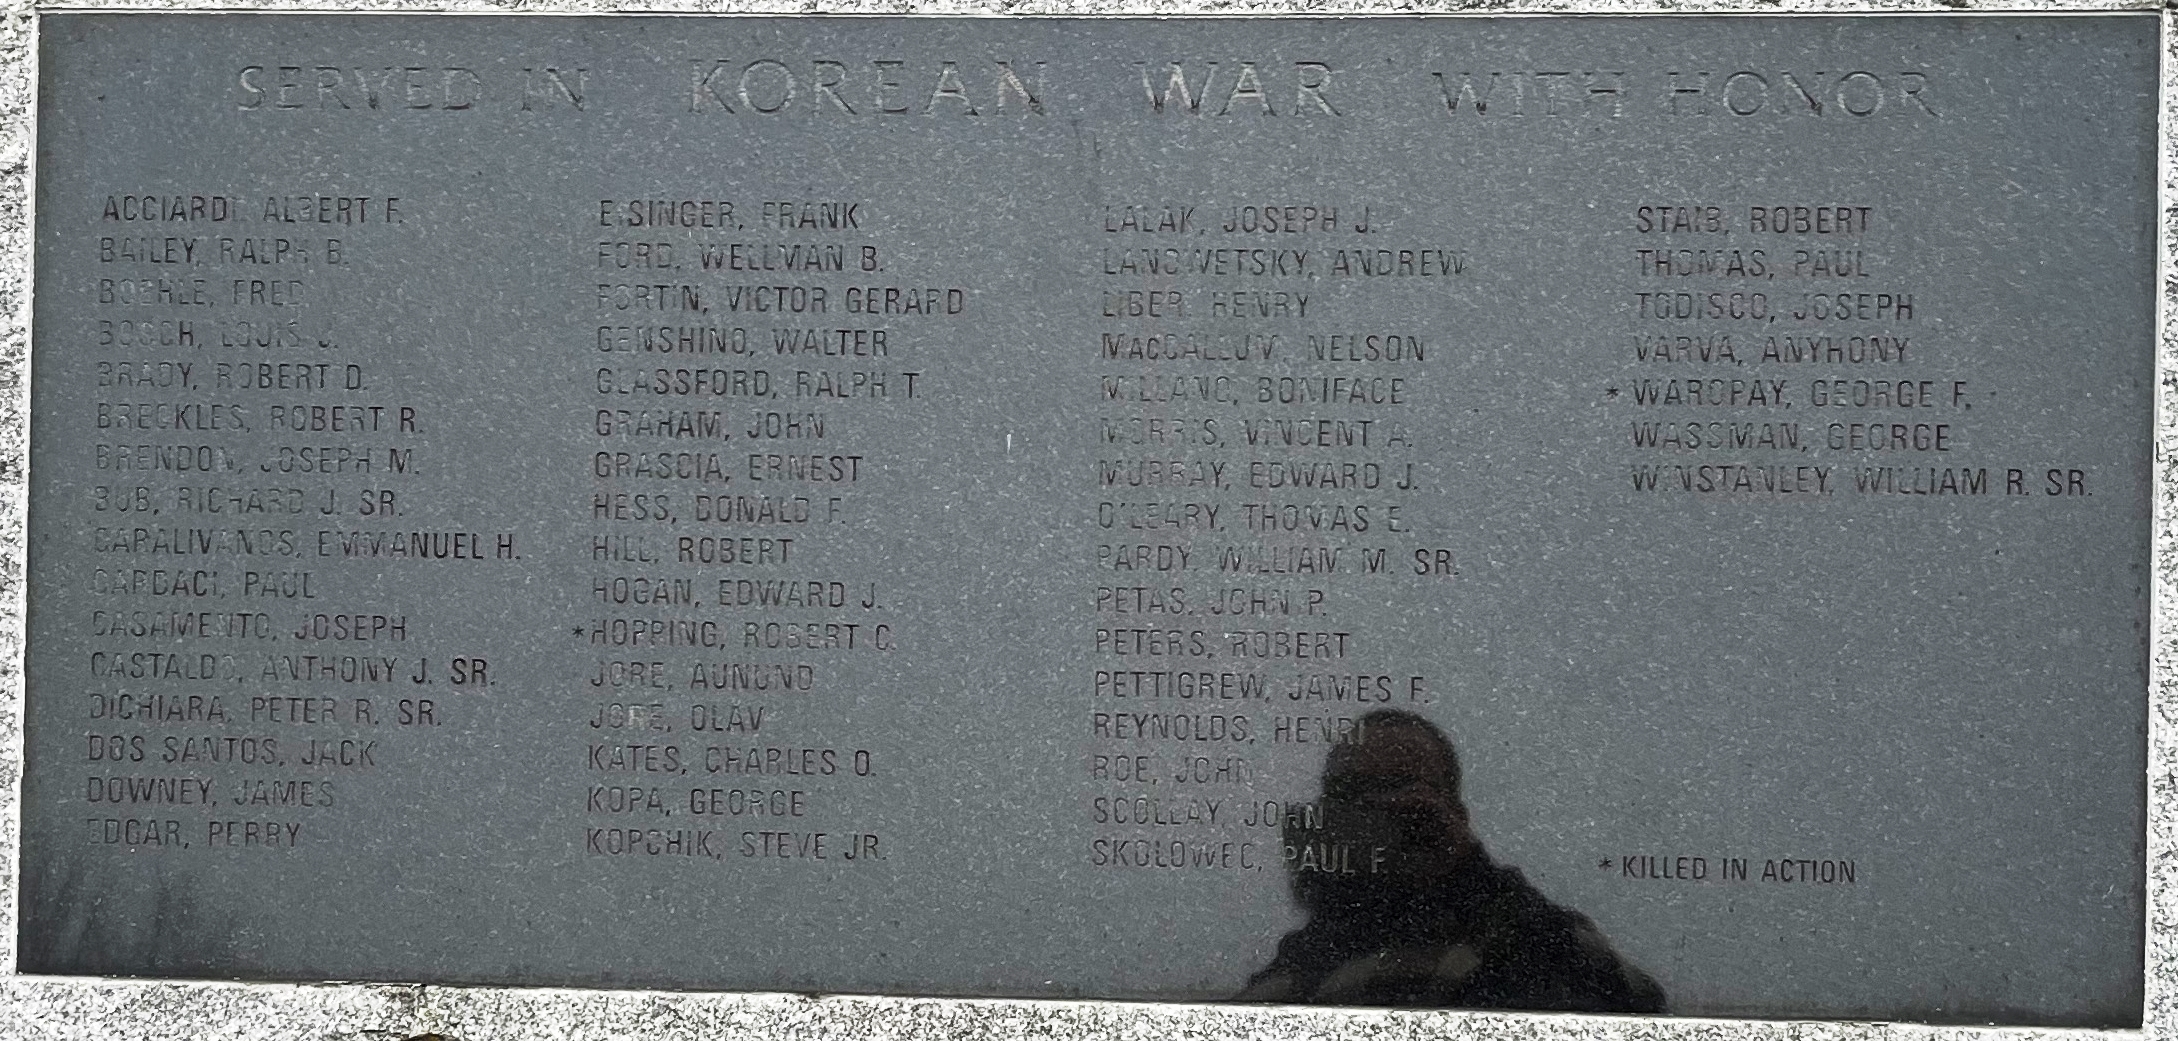 SERVED IN KOREAN WAR WITH HONOR
ACCIARDI ALBERT F.
BAILEY, RALPH B.
BOEHLE, FRED
BOSCH, LOUIS J.
BRADY, ROBERT D.
BRECKLES, ROBERT R.
BRENDON, JOSEPH M.
BUB, RICHARD J. SR.
CARALIVANOS, EMMANUEL H.
CARDACI, PAUL
CASAMENTO, JOSEPH
CASTALDO, ANTHONY J. SR.
DICHIARA, PETER R. SR.
DOS SANTOS, JACK
DOWNEY, JAMES
EDGAR, PERRY
EISINGER, FRANK
FORD, WELLMAN B.
FORTIN, VICTOR GERARD
GENSHINO, WALTER
GLASSFORD, RALPH T.
GRAHAM, JOHN
GRASCIA, ERNEST
HESS, DONALD F.
HILL, ROBERT
HOGAN, EDWARD J.
*HOPPING, ROBERT C.
JORE, AUNUND
JORE, OLAV
KATES, CHARLES O.
KOPA, GEORGE
KOPCHIK, STEVE JR.
LALAK, JOSEPH J.
LANOWETSKY, ANDREW
LIBER, HENRY
MacCALLUM, NELSON
MILLANO, BONIFACE
MORRIS, VINCENT A.
MURRAY, EDWARD J.
O'LEARY, THOMAS E.
PARDY, WILLIAM M. SR.
PETAS, JOHN P.
PETERS, ROBERT
PETTIGREW, JAMES F.
REYNOLDS, HENRI
ROE, JOHN
SCOLLAY, JOHN
SKOLOWEC, PAUL F.
STAIB, ROBERT
THOMAS, PAUL
TODISCO, JOSEPH
VARVA, ANYHONY
* WAROPAY, GEORGE F.
WASSMAN, GEORGE
WINSTANLEY, WILLIAM R. SR.
* KILLED IN ACTION